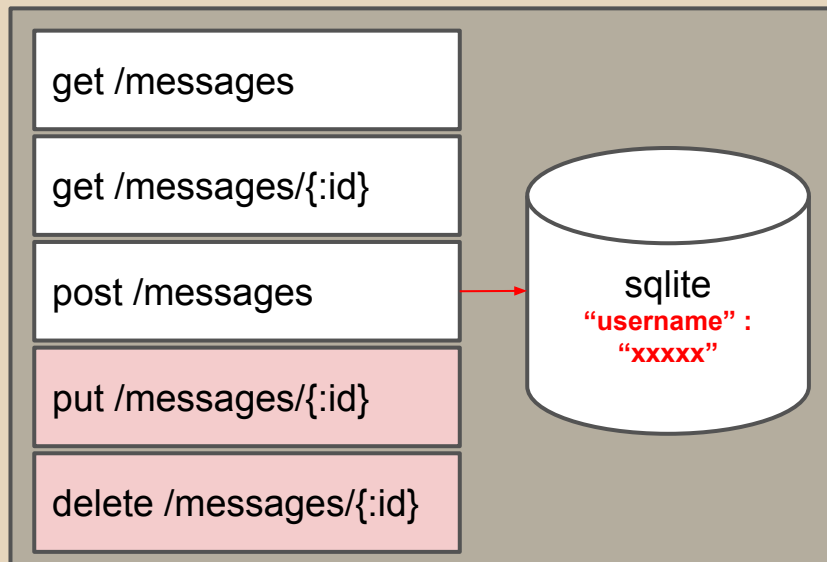 get /messages
get /messages/{:id}
post /messages
put /messages/{:id}
delete /messages/{:id}
sqlite
“username” :
“xxxxx”